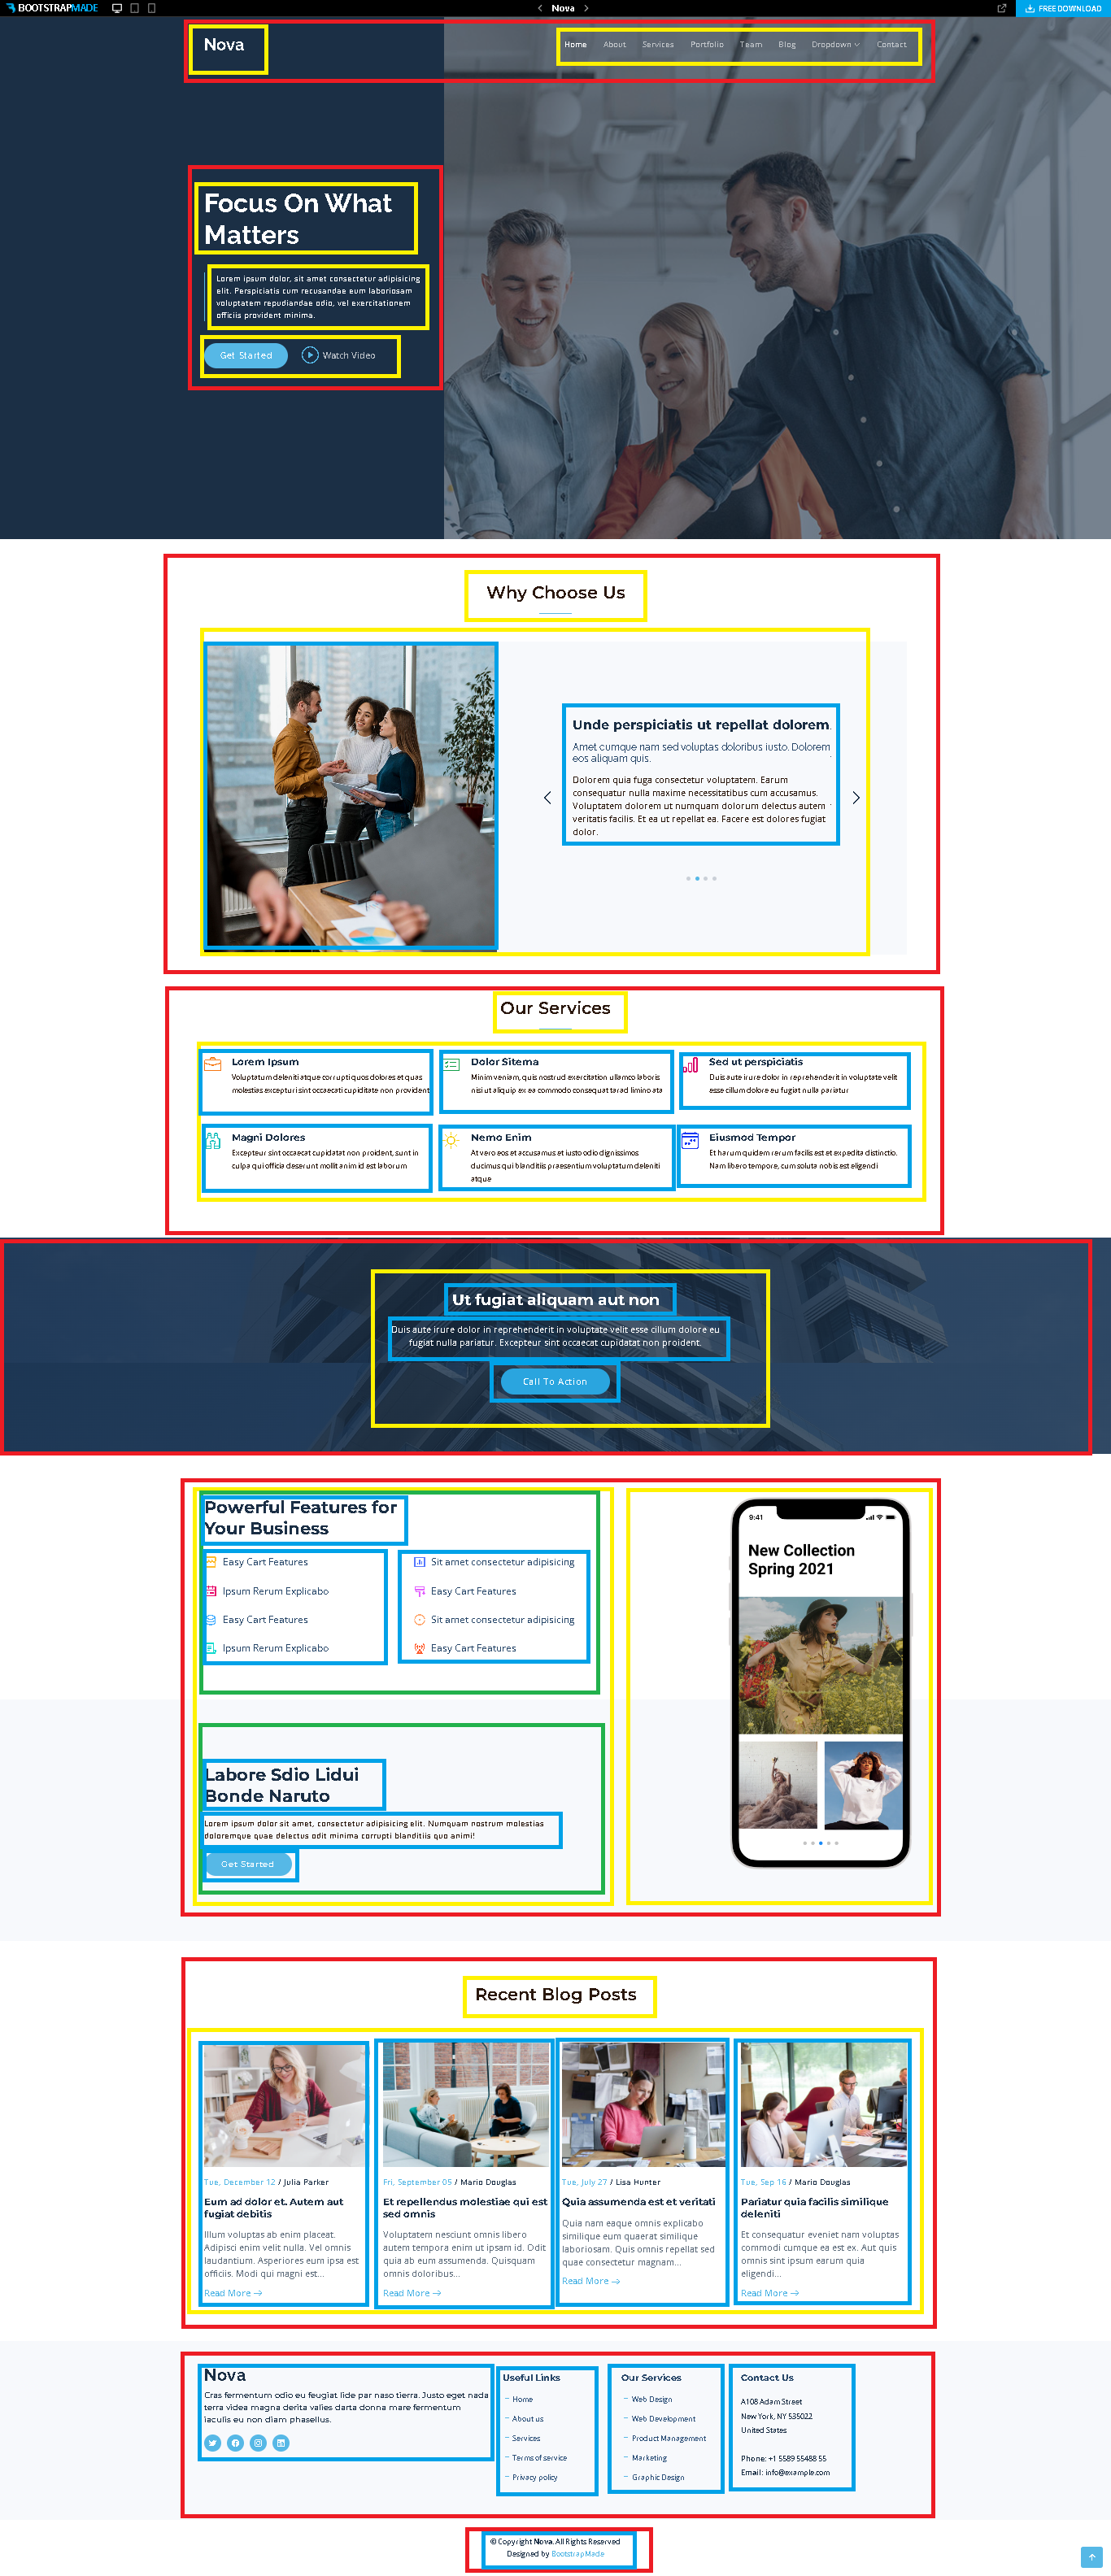 BOOTSTRAPMADE
Nova
FREE DOWNLOAD
Nova
Home About Services Portfolio Team Blog Dropdown Contact
Focus On What
Matters
Lorem ipsum dolor, sit amet consectetur adipisicing
elit. Perspiciatis cum recusandae eum laboriosam
voluptatem repudiandae odio, vel exercitationem
officiis provident minima.
Get Started
Watch Video
Why Choose Us
Unde perspiciatis ut repellat dolorem
Amet cumque nam sed voluptas doloribus iusto. Dolorem
eos aliquam quis.
Dolorem quia fuga consectetur voluptatem. Earum
consequatur nulla maxime necessitatibus cum accusamus.
Voluptatem dolorem ut numquam dolorum delectus autem
veritatis facilis. Et ea ut repellat ea. Facere est dolores fugiat
dolor.
Our Services
Lorem Ipsum
Voluptatum deleniti atque corrupti quos dolores et quas
molestias excepturi sint occaecati cupiditate non provident
Dolor Sitema
Minim veniam, quis nostrud exercitation ullamco laboris
nisi ut aliquip ex ea commodo consequat tarad limino ata
Sed ut perspiciatis
Duis aute irure dolor in reprehenderit in voluptate velit
esse cillum dolore eu fugiat nulla pariatur
Magni Dolores
Excepteur sint occaecat cupidatat non proident, sunt in
culpa qui officia deserunt mollit anim id est laborum
Nemo Enim
At vero eos et accusamus et iusto odio dignissimos
ducimus qui blanditiis praesentium voluptatum deleniti
atque
Eiusmod Tempor
Et harum quidem rerum facilis est et expedita distinctio.
Nam libero tempore, cum soluta nobis est eligendi
Ut fugiat aliquam aut non
Duis aute irure dolor in reprehenderit in voluptate velit esse cillum dolore eu
fugiat nulla pariatur. Excepteur sint occaecat cupidatat non proident.
Call To Action
Powerful Features for
Your Business
Easy Cart Features
Ipsum Rerum Explicabo
Easy Cart Features
Ipsum Rerum Explicabo
Sit amet consectetur adipisicing
Easy Cart Features
Sit amet consectetur adipisicing
Easy Cart Features
9:41
New Collection
Spring 2021
Labore Sdio Lidui
Bonde Naruto
Lorem ipsum dolor sit amet, consectetur adipisicing elit. Numquam nostrum molestias
doloremque quae delectus odit minima corrupti blanditiis quo animi!
Get Started
Recent Blog Posts
Tue, December 12 / Julia Parker
Eum ad dolor et. Autem aut
fugiat debitis
Illum voluptas ab enim placeat.
Adipisci enim velit nulla. Vel omnis
laudantium. Asperiores eum ipsa est
officiis. Modi qui magni est...
Read More
Fri, September 05 / Mario Douglas
Et repellendus molestiae qui est
sed omnis
Voluptatem nesciunt omnis libero
autem tempora enim ut ipsam id. Odit
quia ab eum assumenda. Quisquam
omnis doloribus...
Read More
Tue, July 27 / Lisa Hunter
Quia assumenda est et veritati
Quia nam eaque omnis explicabo
similique eum quaerat similique
laboriosam. Quis omnis repellat sed
quae consectetur magnam...
Read More
Tue, Sep 16 / Mario Douglas
Pariatur quia facilis similique
deleniti
Et consequatur eveniet nam voluptas
commodi cumque ea est ex. Aut quis
omnis sint ipsum earum quia
eligendi...
Read More
Nova
Cras fermentum odio eu feugiat lide par naso tierra. Justo eget nada
terra videa magna derita valies darta donna mare fermentum
iaculis eu non diam phasellus.
Useful Links
Home
About us
Services
Terms of service
Privacy policy
Our Services
Web Design
Web Development
Product Management
Marketing
Graphic Design
Contact Us
A108 Adam Street
New York, NY 535022
United States
Phone: +1 5589 55488 55
Email: info@example.com
© Copyright Nova. All Rights Reserved
Designed by BootstrapMade